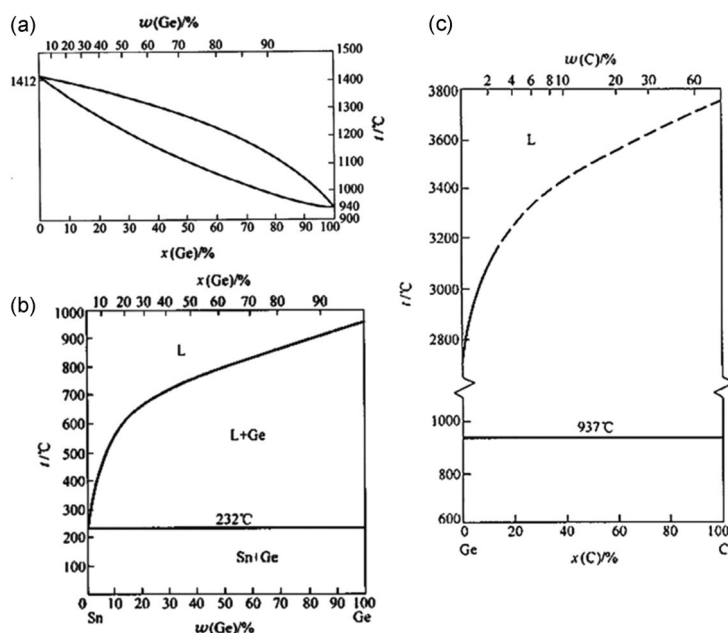 (a)
w(Ge)/%
10 20 30 40 50 60 70 80 90
1412
1500
1400
1300
1200
1100
1000
940
900
t/℃
0 10 20 30 40 50 60 70 80 90 100
x(Ge)/%
(b)
x(Ge)/%
10 20 30 40 50 60 70 80 90
1000
900
800
700
600
500
400
300
200
100
t/℃
L
L+Ge
232℃
Sn+Ge
0 10 20 30 40 50 60 70 80 90 100
Sn
Ge
w(Ge)/%
(c)
w(C)/%
2 4 6 8 10 20 30 60
3800
3600
3400
3200
3000
2800
1000
800
600
t/℃
L
937℃
0 20 40 60 80 100
Ge
C
x(C)/%